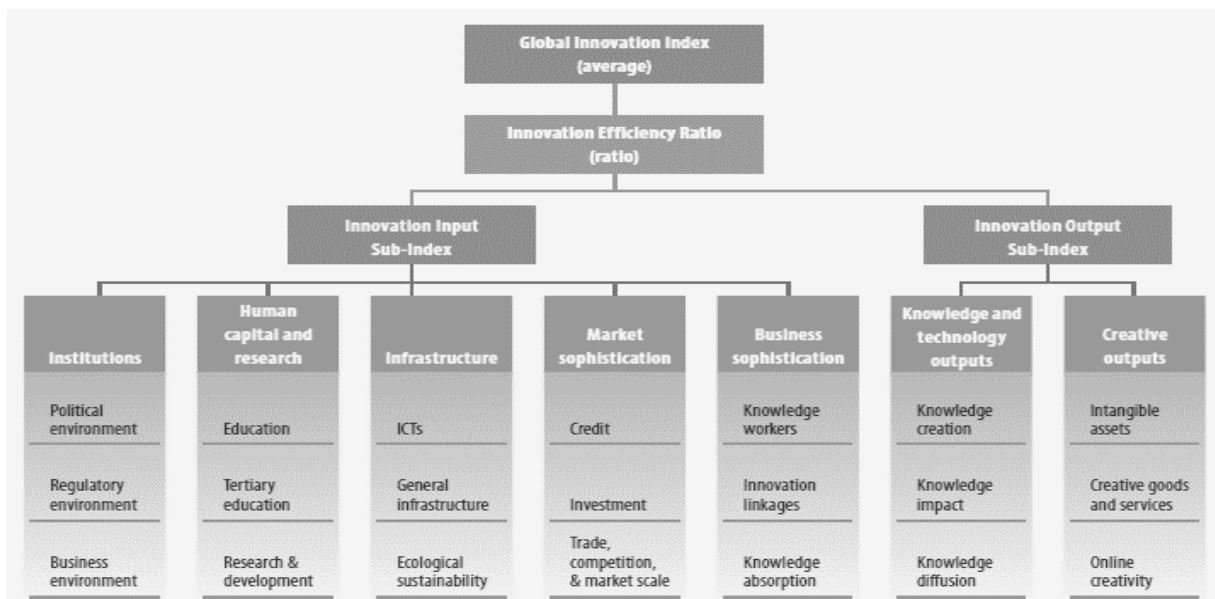 Global Innovation Index
(average)
Innovation Efficiency Ratio
(ratio)
Innovation Input
Sub-Index
Innovation Output
Sub-Index
Institutions
Human
capital and
research
Infrastructure
Market
sophistication
Business
sophistication
Knowledge and
technology
outputs
Creative
outputs
Political
environment
Education
ICTs
Credit
Knowledge
workers
Knowledge
creation
Intangible
assets
Regulatory
environment
Tertiary
education
General
infrastructure
Investment
Innovation
linkages
Knowledge
impact
Creative goods
and services
Business
environment
Research &
development
Ecological
sustainability
Trade,
competition,
& market scale
Knowledge
absorption
Knowledge
diffusion
Online
creativity